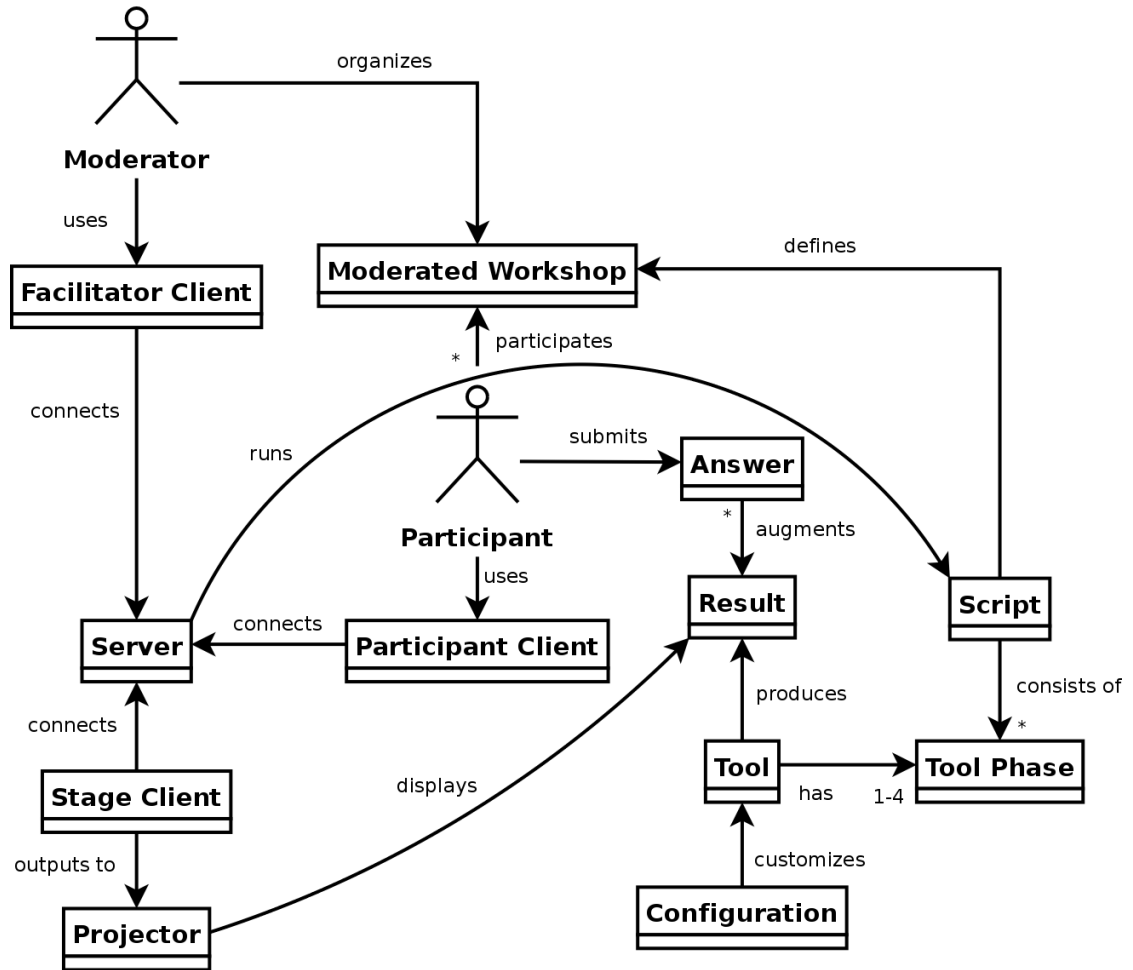 organizes
Moderator
uses
defines
Moderated Workshop
Facilitator Client
participates
*
connects
submits
runs
Answer
*
augments
Participant
uses
Result
Script
connects
Server
Participant Client
consists of
produces
*
connects
Tool
Tool Phase
Stage Client
displays
has
1-4
outputs to
customizes
Configuration
Projector